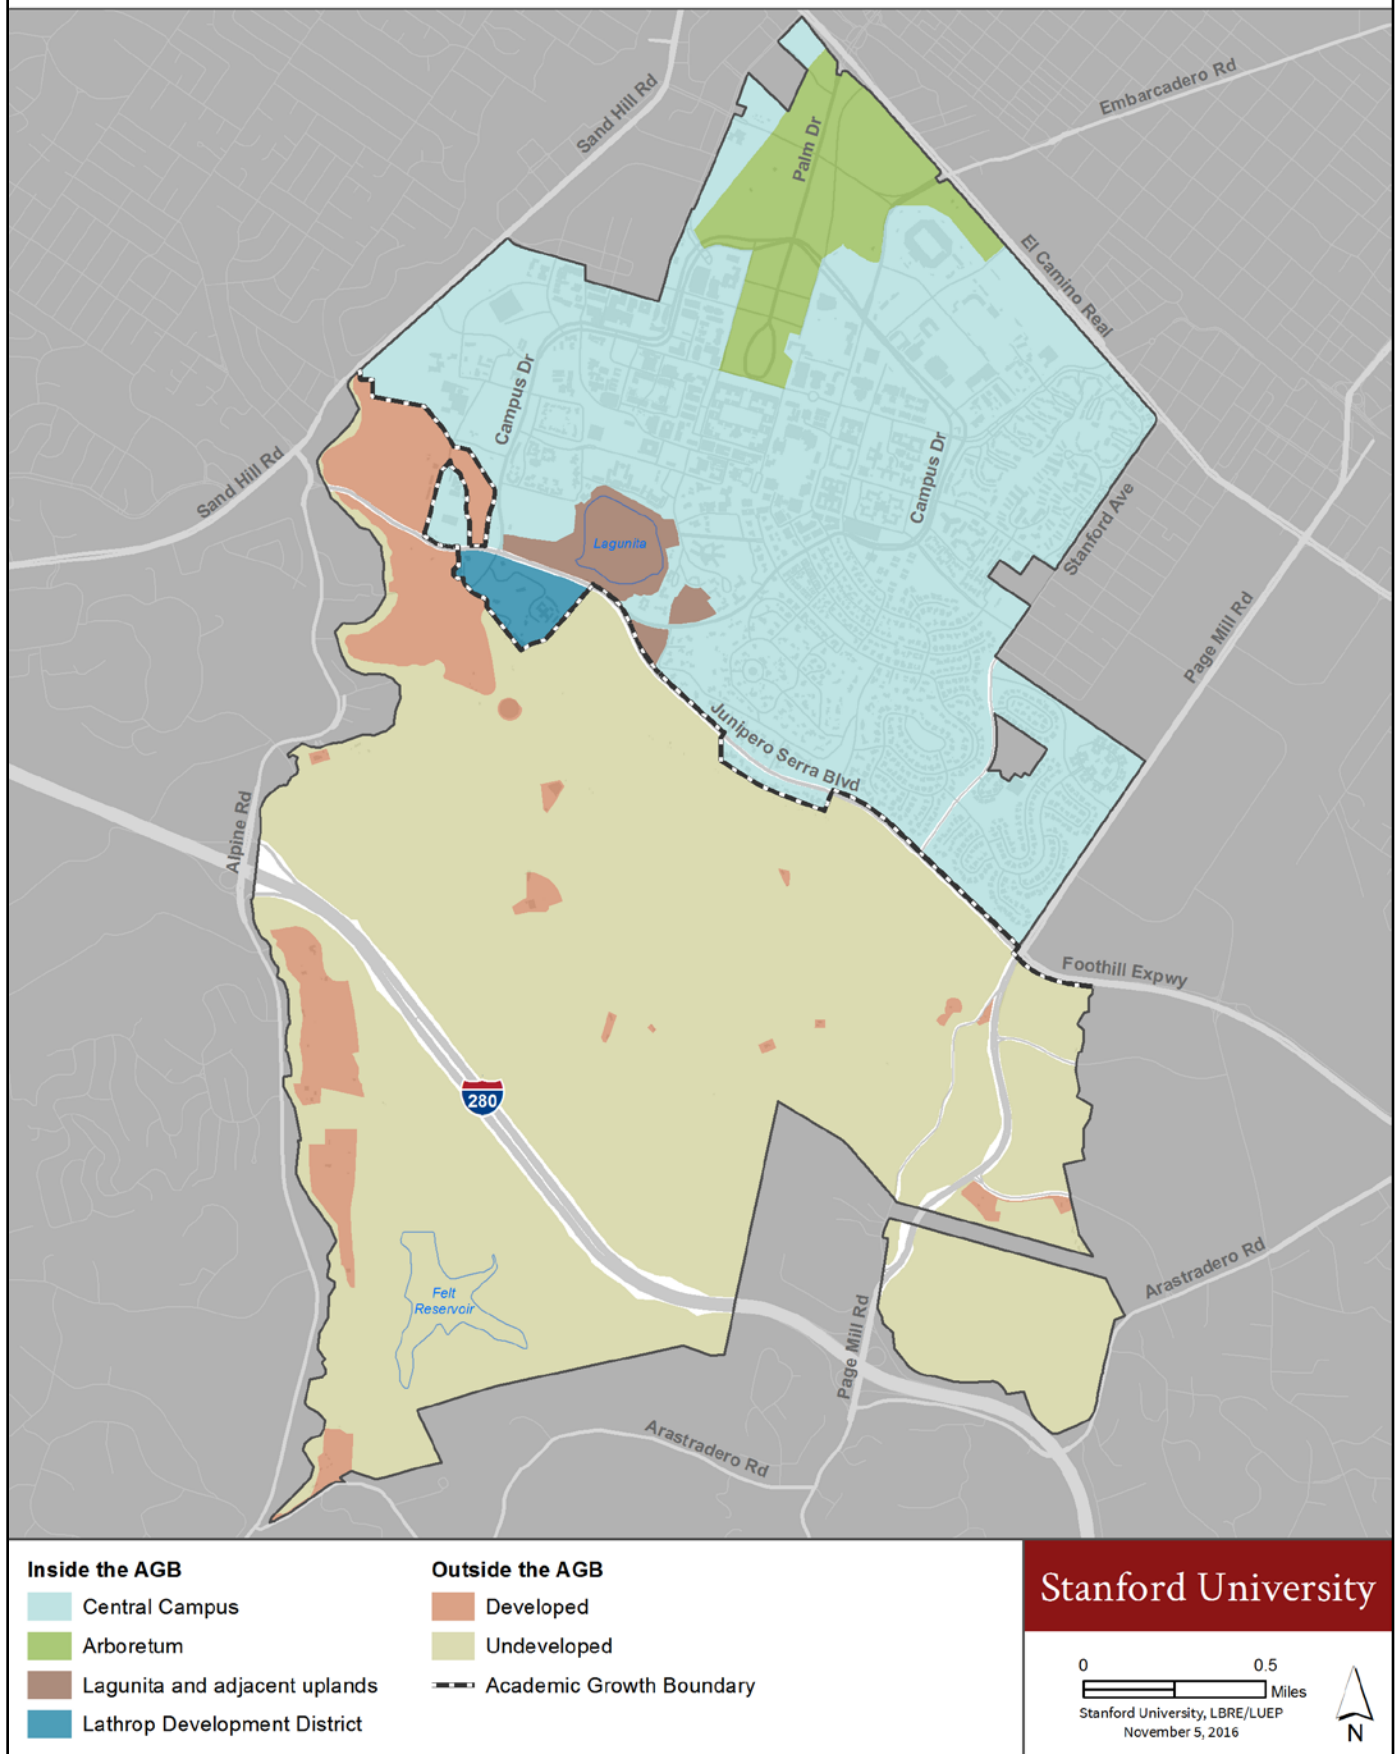 Embarcadero Rd
Sand Hill Rd
Palm Dr
El Camino Real
Campus Dr
Campus Dr
Sand Hill Rd
Stanford Ave
Lagunita
Page Mill Rd
Junipero Serra Blvd
Alpine Rd
Foothill Expwy
280
Arastradero Rd
Felt
Reservoir
Page Mill Rd
Arastradero Rd
Inside the AGB
Central Campus
Arboretum
Lagunita and adjacent uplands
Lathrop Development District
Outside the AGB
Developed
Undeveloped
Academic Growth Boundary
Stanford University
0 0.5
Miles
Stanford University, LBRE/LUEP
November 5, 2016
N